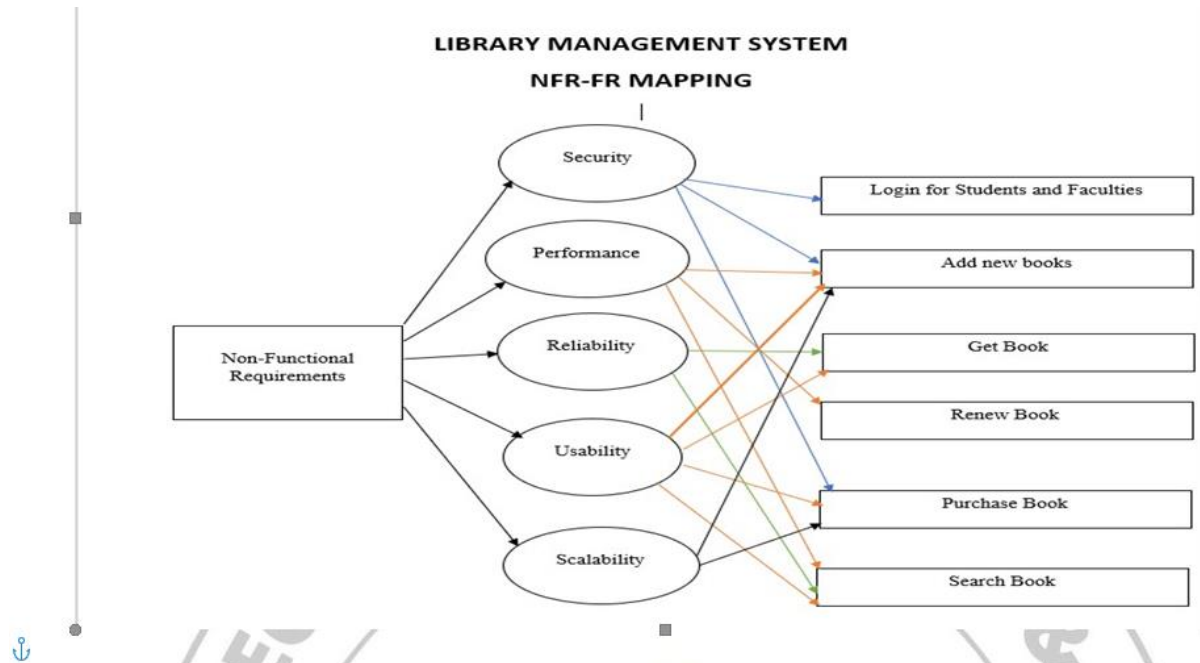 LIBRARY MANAGEMENT SYSTEM
NFR-FR MAPPING
Security
Performance
Reliability
Usability
Scalability
Non-Functional
Requirements
Login for Students and Faculties
Add new books
Get Book
Renew Book
Purchase Book
Search Book